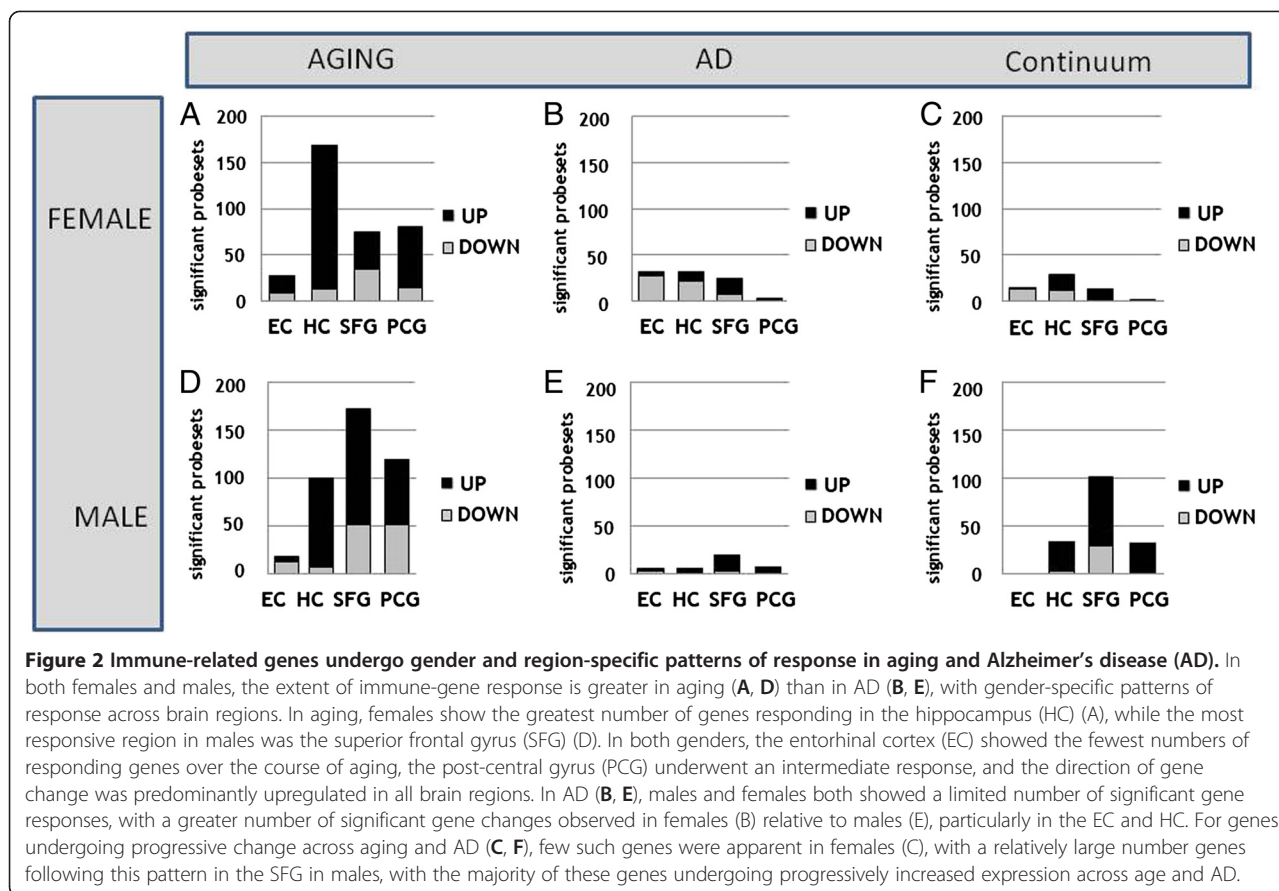 AGING AD Continuum
FEMALE
MALE
A
significant probesets
200
150
100
50
0
EC HC SFG PCG
UP
DOWN
B
significant probesets
200
150
100
50
0
EC HC SFG PCG
UP
DOWN
C
significant probesets
200
150
100
50
0
EC HC SFG PCG
UP
DOWN
D
significant probesets
200
150
100
50
0
EC HC SFG PCG
UP
DOWN
E
significant probesets
200
150
100
50
0
EC HC SFG PCG
UP
DOWN
F
significant probesets
200
150
100
50
0
EC HC SFG PCG
UP
DOWN
Figure 2 Immune-related genes undergo gender and region-specific patterns of response in aging and Alzheimer's disease (AD). In
both females and males, the extent of immune-gene response is greater in aging (A, D) than in AD (B, E), with gender-specific patterns of
response across brain regions. In aging, females show the greatest number of genes responding in the hippocampus (HC) (A), while the most
responsive region in males was the superior frontal gyrus (SFG) (D). In both genders, the entorhinal cortex (EC) showed the fewest numbers of
responding genes over the course of aging, the post-central gyrus (PCG) underwent an intermediate response, and the direction of gene
change was predominantly upregulated in all brain regions. In AD (B, E), males and females both showed a limited number of significant gene
responses, with a greater number of significant gene changes observed in females (B) relative to males (E), particularly in the EC and HC. For genes
undergoing progressive change across aging and AD (C, F), few such genes were apparent in females (C), with a relatively large number genes
following this pattern in the SFG in males, with the majority of these genes undergoing progressively increased expression across age and AD.